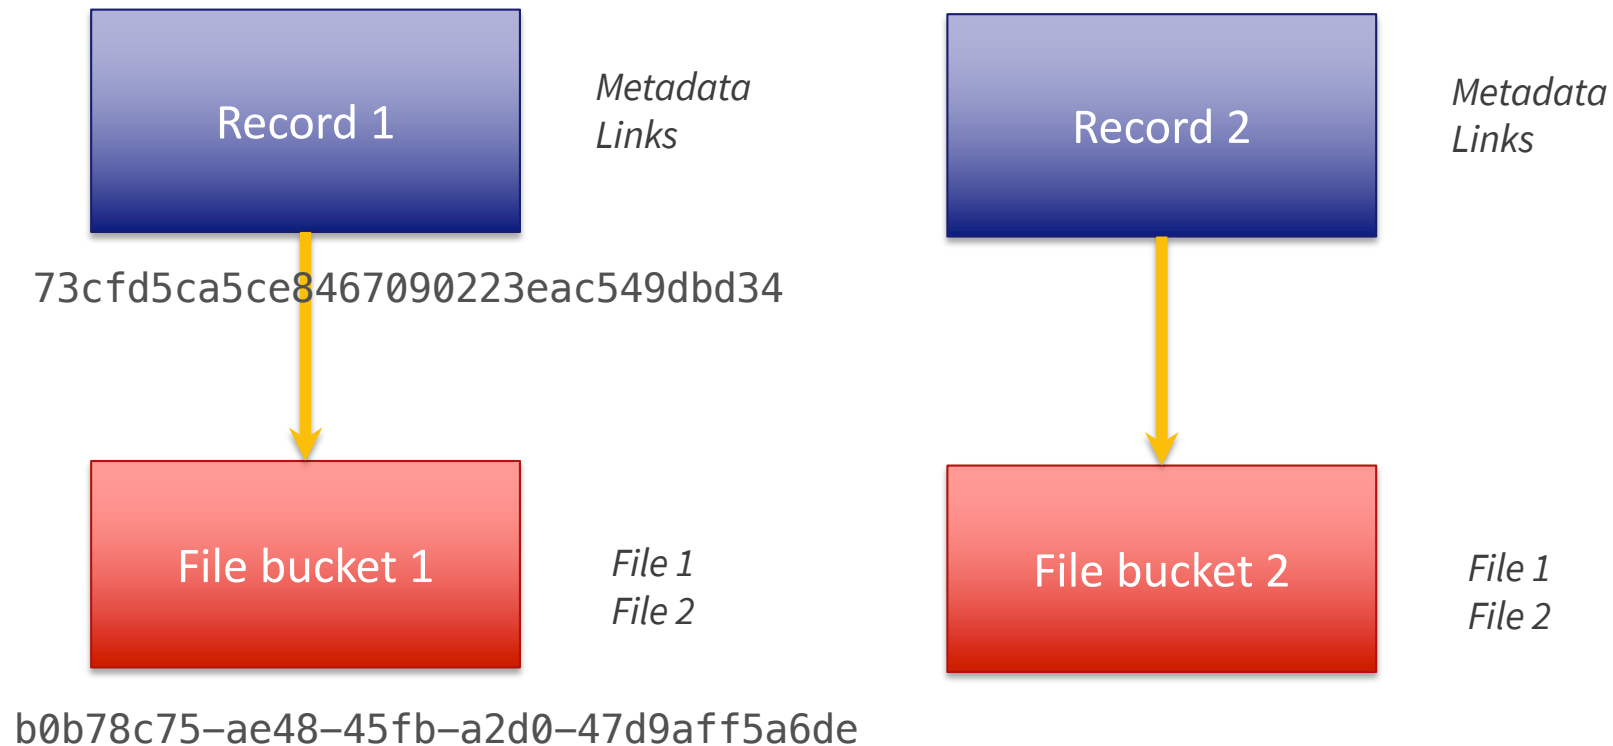 Record 1
Metadata
Links
73cfd5ca5ce8467090223eac549dbd34
File bucket 1
File 1
File 2
b0b78c75-ae48-45fb-a2d0-47d9aff5a6de
Record 2
Metadata
Links
File bucket 2
File 1
File 2